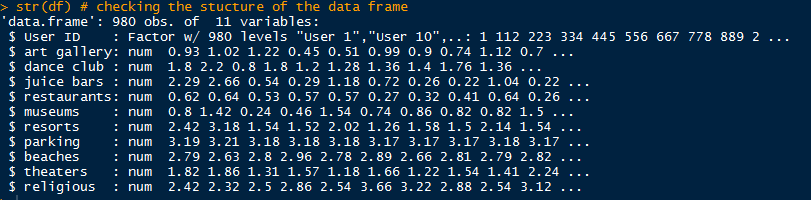 > str(df) # checking the stucture of the data frame
'data.frame': 980 obs. of  11 variables:
 $ User ID    : Factor w/ 980 levels "User 1","User 10",..: 1 112 223 334 445 556 667 778 889 2 ...
 $ art gallery: num  0.93 1.02 1.22 0.45 0.51 0.99 0.9 0.74 1.12 0.7 ...
 $ dance club : num  1.8 2.2 0.8 1.8 1.2 1.28 1.36 1.4 1.76 1.36 ...
 $ juice bars : num  2.29 2.66 0.54 0.29 1.18 0.72 0.26 0.22 1.04 0.22 ...
 $ restaurants: num  0.62 0.64 0.53 0.57 0.57 0.27 0.32 0.41 0.64 0.26 ...
 $ museums    : num  0.8 1.42 0.24 0.46 1.54 0.74 0.86 0.82 0.82 1.5 ...
 $ resorts    : num  2.42 3.18 1.54 1.52 2.02 1.26 1.58 1.5 2.14 1.54 ...
 $ parking    : num  3.19 3.21 3.18 3.18 3.18 3.17 3.17 3.17 3.18 3.17 ...
 $ beaches    : num  2.79 2.63 2.8 2.96 2.78 2.89 2.66 2.81 2.79 2.82 ...
 $ theaters   : num  1.82 1.86 1.31 1.57 1.18 1.66 1.22 1.54 1.41 2.24 ...
 $ religious  : num  2.42 2.32 2.5 2.86 2.54 3.66 3.22 2.88 2.54 3.12 ...